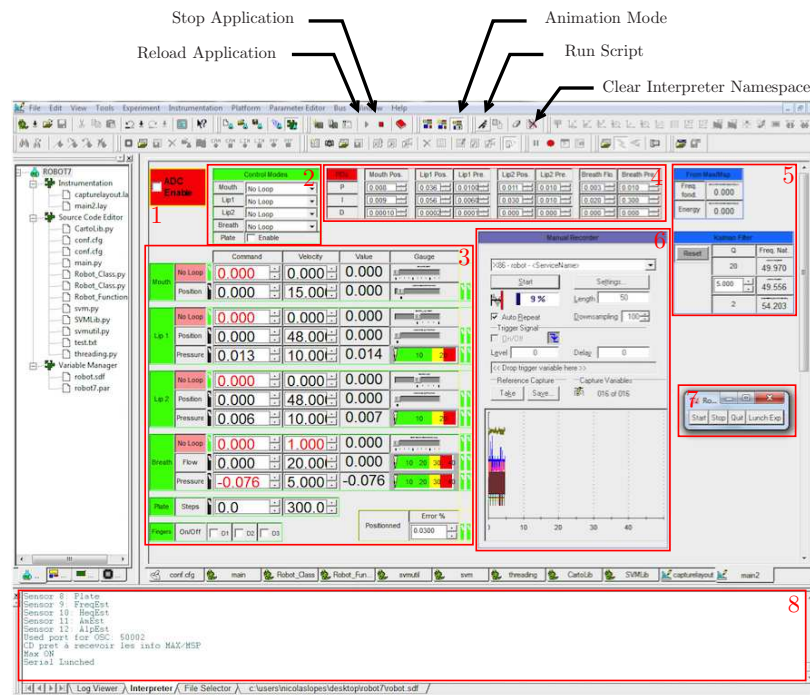 Stop Application
Animation Mode
Reload Application
Run Script
Clear Interpreter Namespace
File Edit View Tools Experiment Instrumentation Platform Parameter Editor Bus Help
ROBOT7
Instrumentation
capturelayout.la
main2.lay
Source Code Editor
CartoLib.py
conf.cfg
conf.cfg
main.py
Robot_Class.py
Robot_Class.py
Robot_Function
svm.py
SVMLib.py
svmutil.py
test.txt
threading.py
Variable Manager
robot.sdf
robot7.par
ADC Enable
1
Control Modes
2
Mouth No Loop
Lip1 No Loop
Lip2 No Loop
Breath No Loop
Plate Enable
Mouth Pos. Lip1 Pos. Lip1 Pre. Lip2 Pos. Lip2 Pre. Breath Flo. Breath Pre.
4
P 0.008 0.036 0.0100 0.011 0.010 0.003 0.010
I 0.009 0.056 0.0060 0.030 0.010 0.020 0.300
D 0.00010 0.0002 0.000 0.000 0.000 0.000 0.000
From Max/Msp
5
Freq. fond. 0.000
Energy 0.000
Kalman Filter
Reset Q Freq. Nat.
20 49.970
5.000 49.556
2 54.203
Command Velocity Value Gauge
3
Mouth No Loop 0.000 0.000 0.000
Position 0.000 15.00 0.000
Lip 1 No Loop 0.000 0.000 0.000
Position 0.000 48.00 0.000
Pressure 0.013 10.00 0.014 10 20
Lip 2 No Loop 0.000 0.000 0.000
Position 0.000 48.00 0.000
Pressure 0.006 10.00 0.007 10 20
Breath No Loop 0.000 1.000 0.000
Flow 0.000 20.00 0.000 10 20 30
Pressure -0.076 5.000 -0.076 10 20 30
Plate Steps 0.0 300.0
Fingers On/Off D1 D2 D3
Positionned Error % 0.0300
Manual Recorder
6
X86 - robot - <ServiceName>
Start Settings...
9 % Length 50
Auto Repeat Downsampling 100
Trigger Signal
On/Off
Level 0 Delay 0
<< Drop trigger variable here >>
Reference Capture Capture Variables
Take Save... 016 of 016
0 10 20 30 40
7
Ro...
Start Stop Quit Lunch Exp
conf.cfg main Robot_Class Robot_Fun... svmutil svm threading CartoLib SVMLib capturelayout main2
8
Sensor 8: Plate
Sensor 9: FreqEst
Sensor 10: HeqEst
Sensor 11: AmEst
Sensor 12: AlpEst
Used port for OSC: 50002
CD pret à recevoir les info MAX/MSP
Max ON
Serial Lunched
Log Viewer Interpreter File Selector c:\users\nicolaslopes\desktop\robot7\robot.sdf